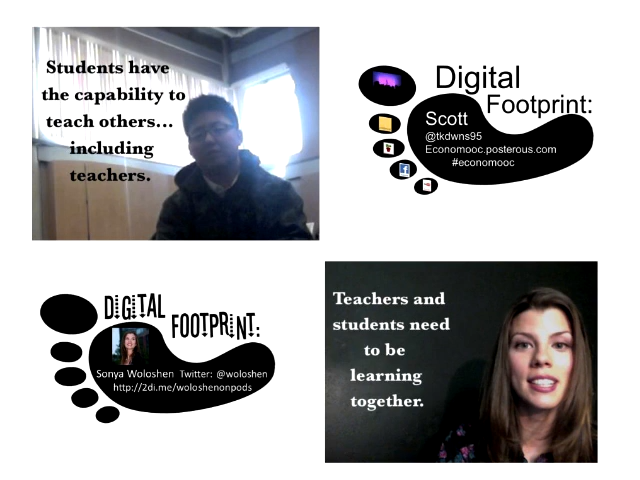 Students have
the capability to
teach others...
including
teachers.
Digital
Footprint:
Scott
@tkdwns95
Economooc.posterous.com
#economooc
DIGITAL
FOOTPRINT:
Sonya Woloshen Twitter: @woloshen
http://2di.me/woloshenonpods
Teachers and
students need
to be
learning
together.